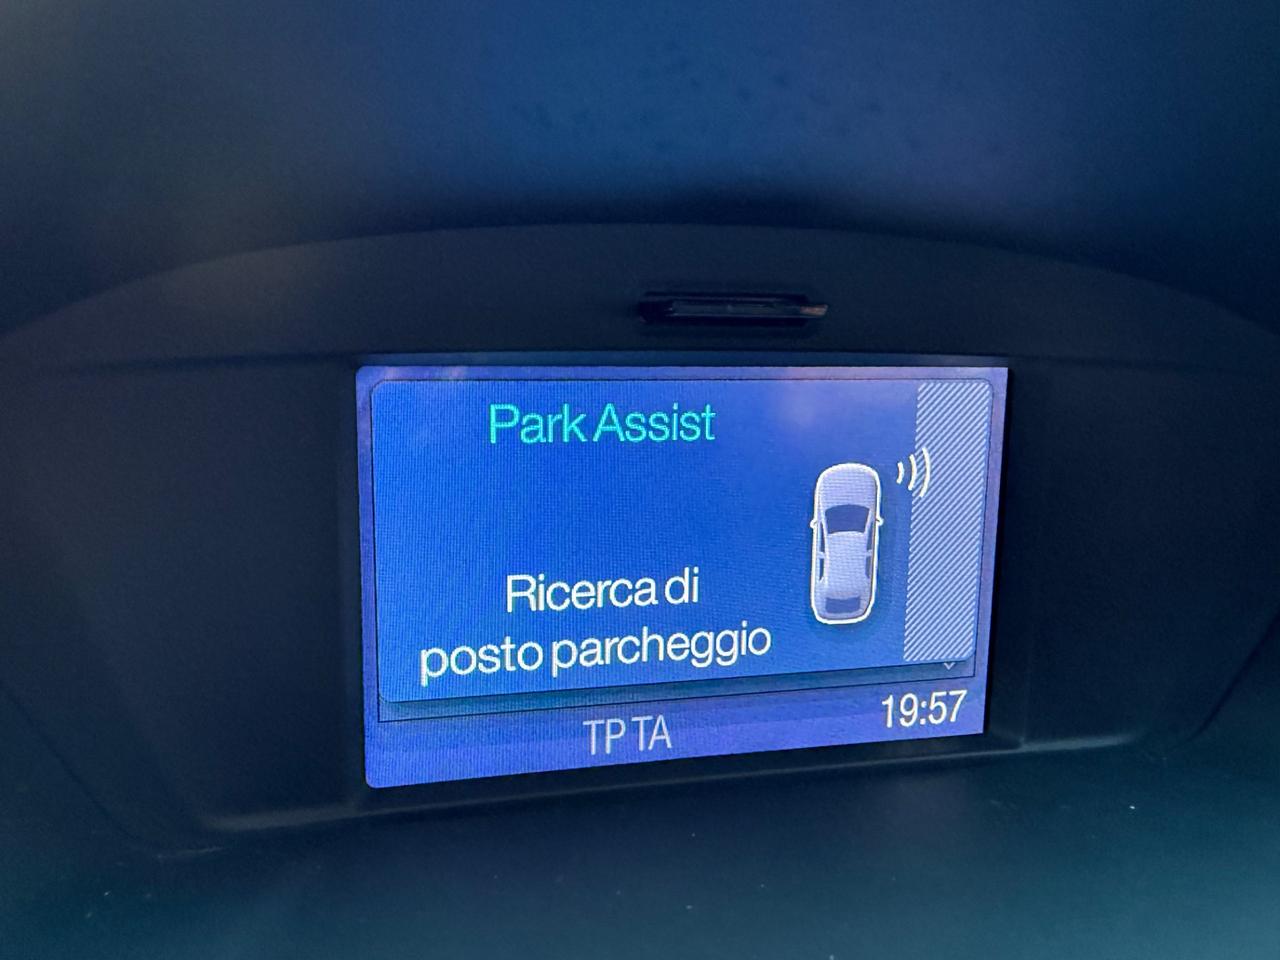 Park Assist
Ricerca di
posto parcheggio
TP TA
19:57